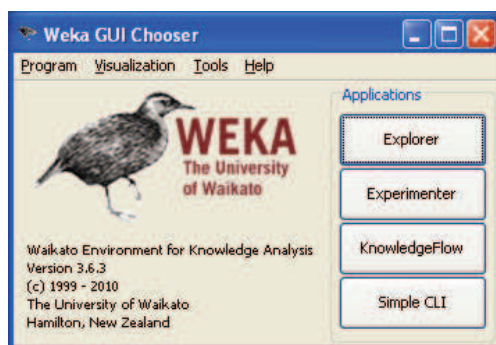 Weka GUI Chooser
Program Visualization Tools Help
WEKA
The University
of Waikato
Waikato Environment for Knowledge Analysis
Version 3.6.3
(c) 1999 - 2010
The University of Waikato
Hamilton, New Zealand
Applications
Explorer
Experimenter
KnowledgeFlow
Simple CLI